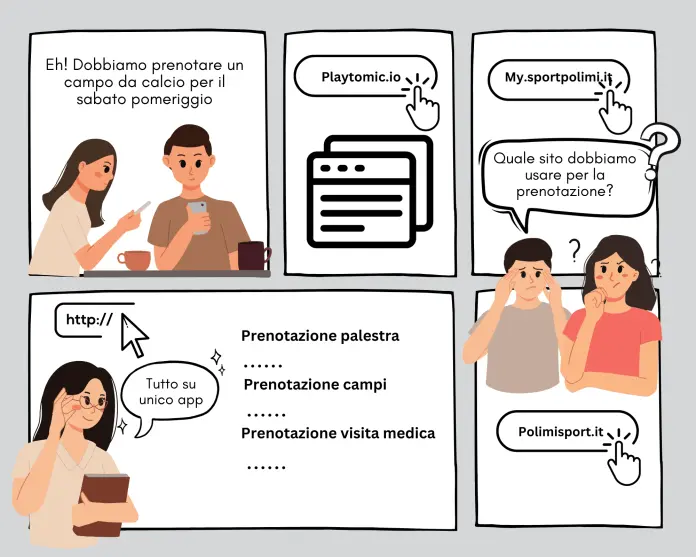 Eh! Dobbiamo prenotare un
campo da calcio per il
sabato pomeriggio
Playtomic.io
My.sportpolimi.it
Quale sito dobbiamo
usare per la
prenotazione?
?
?
?
http://
Tutto su
unico app
Prenotazione palestra
......
Prenotazione campi
......
Prenotazione visita medica
......
Polimisport.it